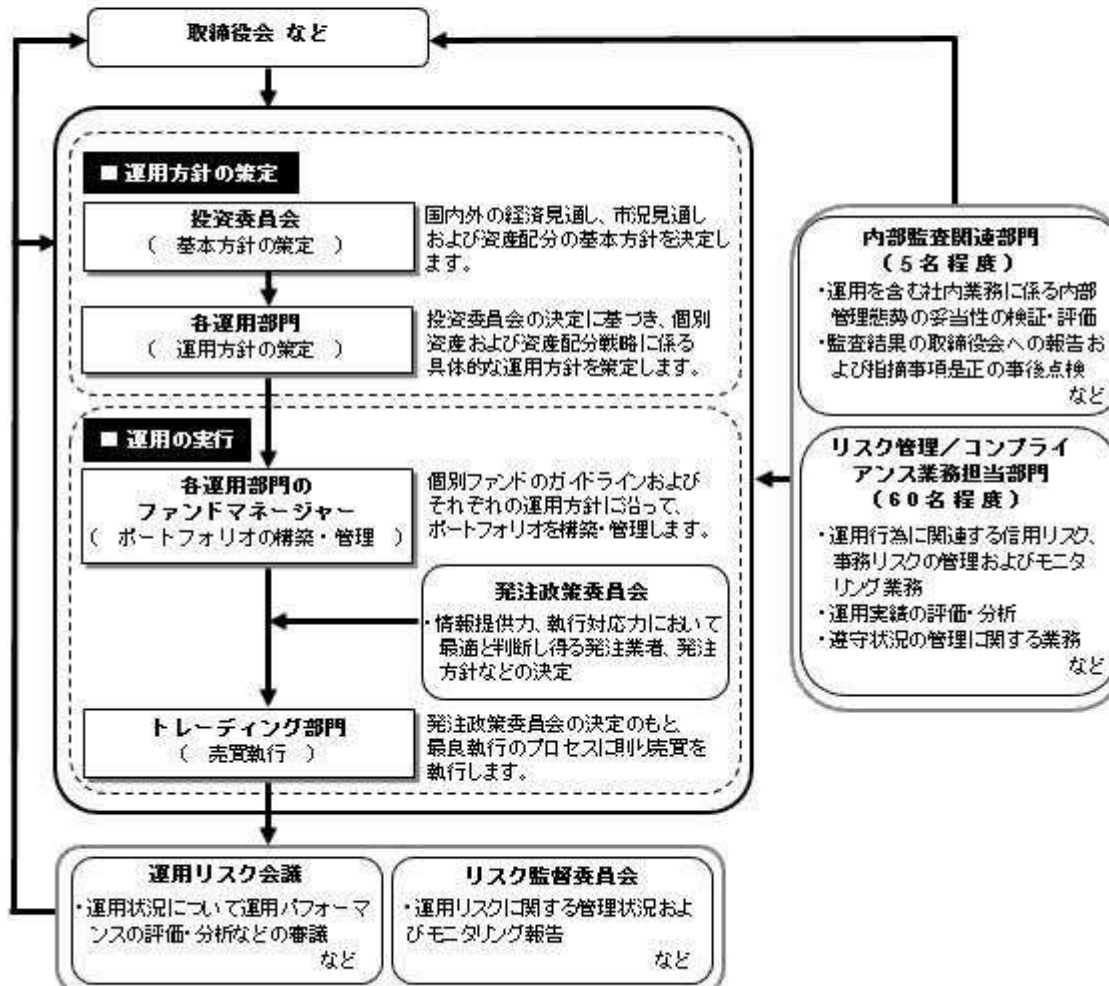 取締役会 など
■ 運用方針の策定
投資委員会
（ 基本方針の策定 ）
国内外の経済見通し、市況見通し
および資産配分の基本方針を決定し
ます。
各運用部門
（ 運用方針の策定 ）
投資委員会の決定に基づき、個別
資産および資産配分戦略に係る
具体的な運用方針を策定します。
■ 運用の実行
各運用部門の
ファンドマネージャー
（ ポートフォリオの構築・管理 ）
個別ファンドのガイドラインおよび
それぞれの運用方針に沿って、
ポートフォリオを構築・管理します。
発注政策委員会
・情報提供力、執行対応力において
最適と判断し得る発注業者、発注
方針などの決定
トレーディング部門
（ 売買執行 ）
発注政策委員会の決定のもと、
最良執行のプロセスに則り売買を
執行します。
内部監査関連部門
（５名程度）
・運用を含む社内業務に係る内部
管理態勢の妥当性の検証・評価
・監査結果の取締役会への報告お
よび指摘事項是正の事後点検
など
リスク管理／コンプライ
アンス業務担当部門
（６０名程度）
・運用行為に関連する信用リスク、
事務リスクの管理およびモニタ
リング業務
・運用実績の評価・分析
・遵守状況の管理に関する業務
など
運用リスク会議
・運用状況について運用パフォーマ
ンスの評価・分析などの審議
など
リスク監督委員会
・運用リスクに関する管理状況およ
びモニタリング報告
など